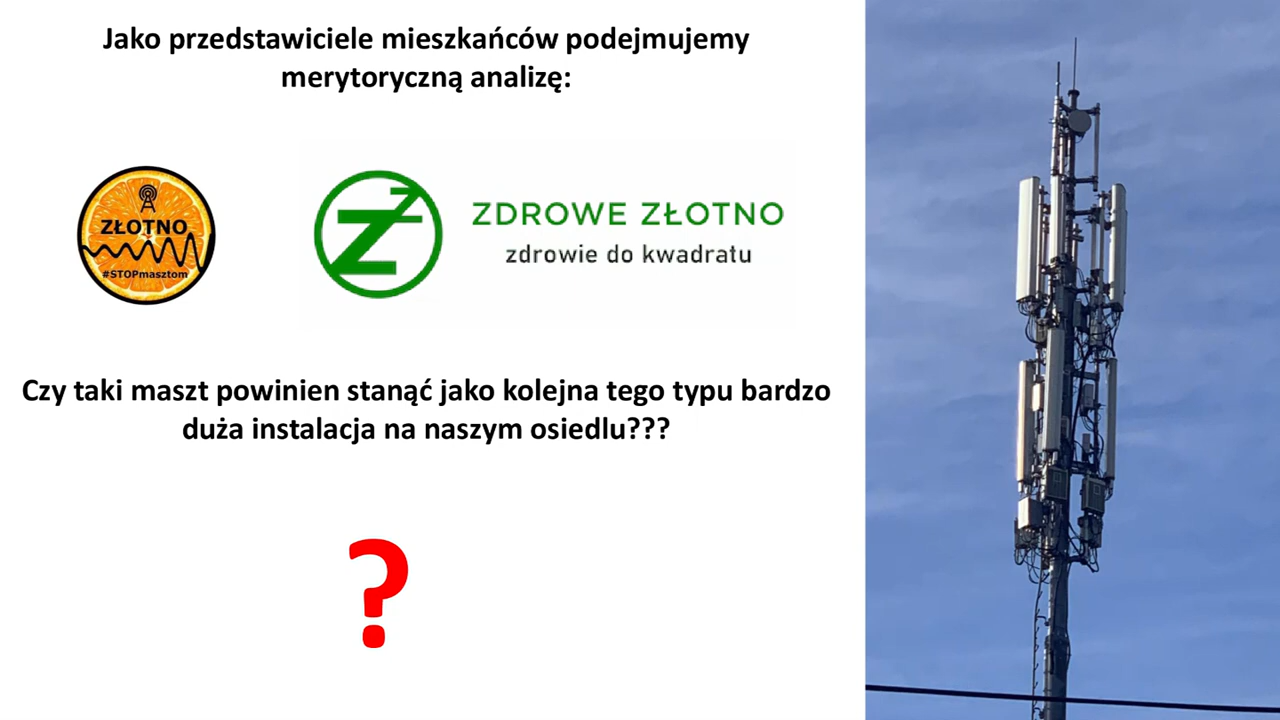 Jako przedstawiciele mieszkańców podejmujemy
merytoryczną analizę:
ZŁOTNO
#STOPmasztom
ZDROWE ZŁOTNO
zdrowie do kwadratu
Czy taki maszt powinien stanąć jako kolejna tego typu bardzo
duża instalacja na naszym osiedlu???
?